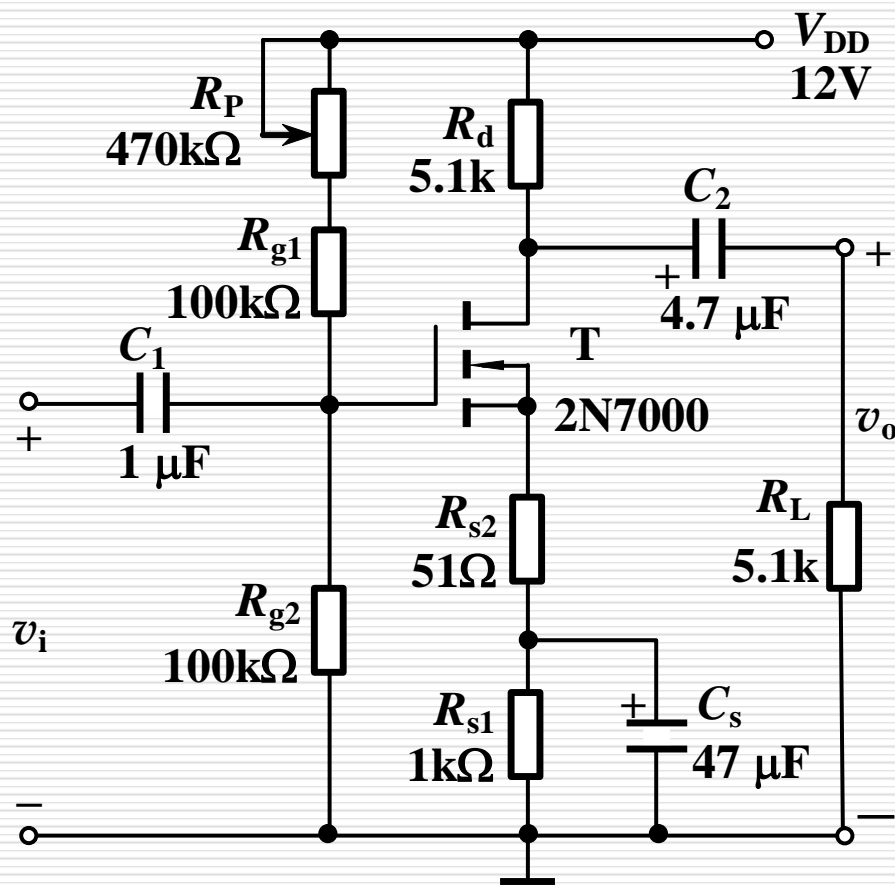 V_DD
12V
R_P
470kΩ
R_d
5.1k
C_2
+
4.7 μF
+
R_g1
100kΩ
C_1
+
1 μF
T
2N7000
v_o
R_s2
51Ω
R_L
5.1k
v_i
R_g2
100kΩ
R_s1
1kΩ
+
C_s
47 μF
−
−